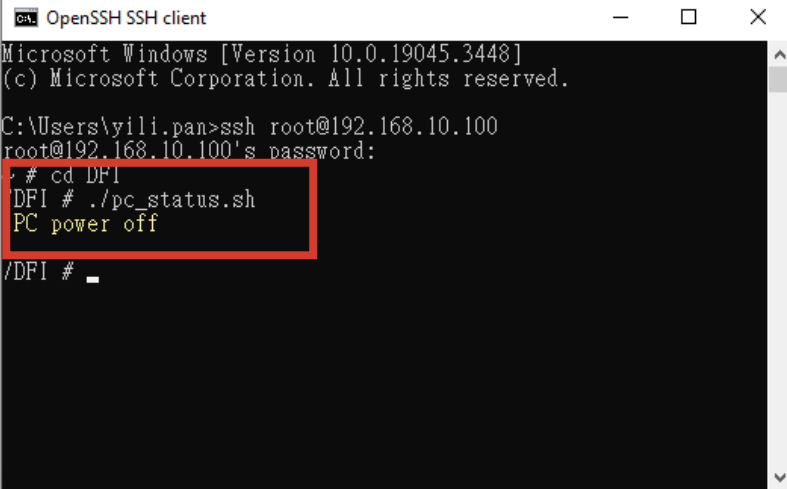 OpenSSH SSH client
Microsoft Windows [Version 10.0.19045.3448]
(c) Microsoft Corporation. All rights reserved.
C:\Users\yili.pan>ssh root@192.168.10.100
root@192.168.10.100's password:
~ # cd DFI
/DFI # ./pc_status.sh
PC power off
/DFI #